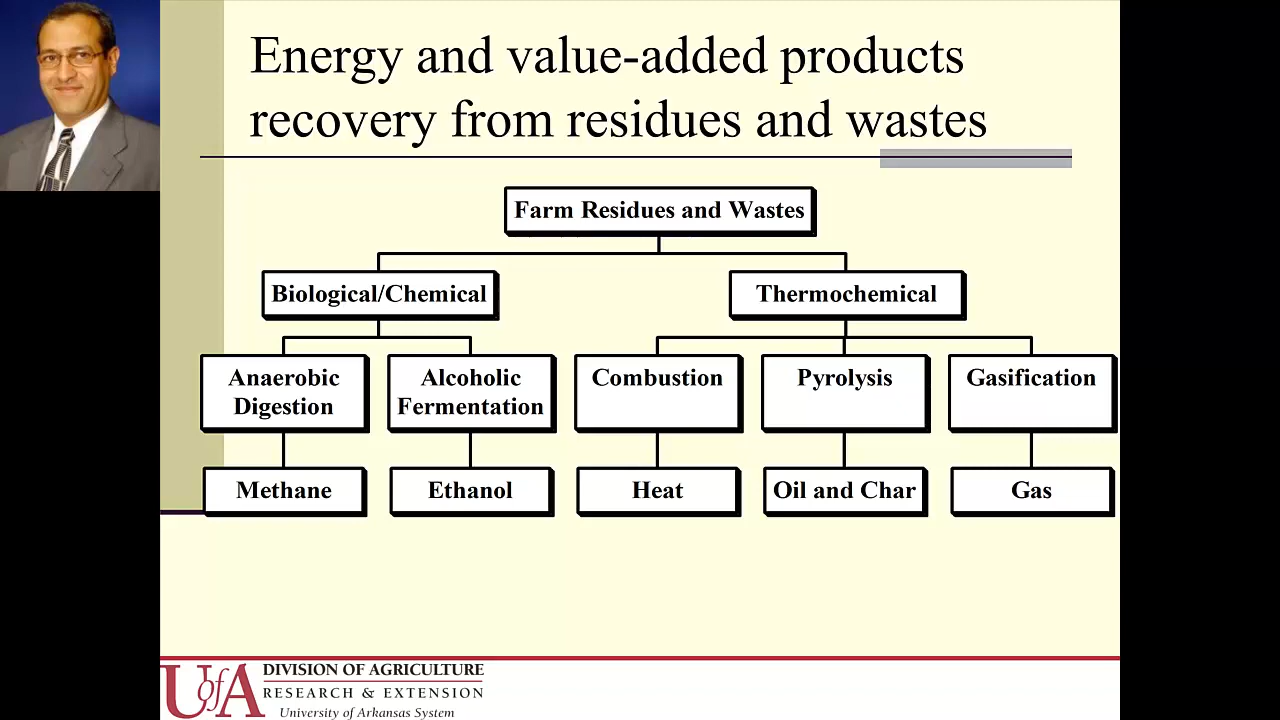 Energy and value-added products
recovery from residues and wastes
Farm Residues and Wastes
Biological/Chemical
Thermochemical
Anaerobic
Digestion
Alcoholic
Fermentation
Combustion
Pyrolysis
Gasification
Methane
Ethanol
Heat
Oil and Char
Gas
UofA
DIVISION OF AGRICULTURE
RESEARCH & EXTENSION
University of Arkansas System